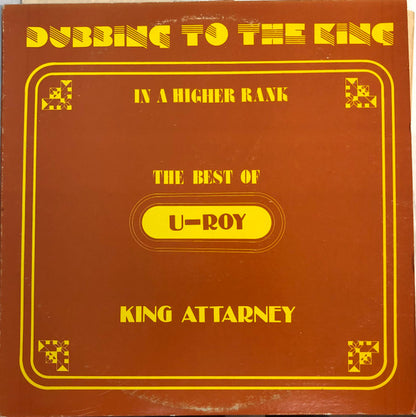 DUBBING TO THE KING
IN A HIGHER RANK
THE BEST OF
U-ROY
KING ATTARNEY